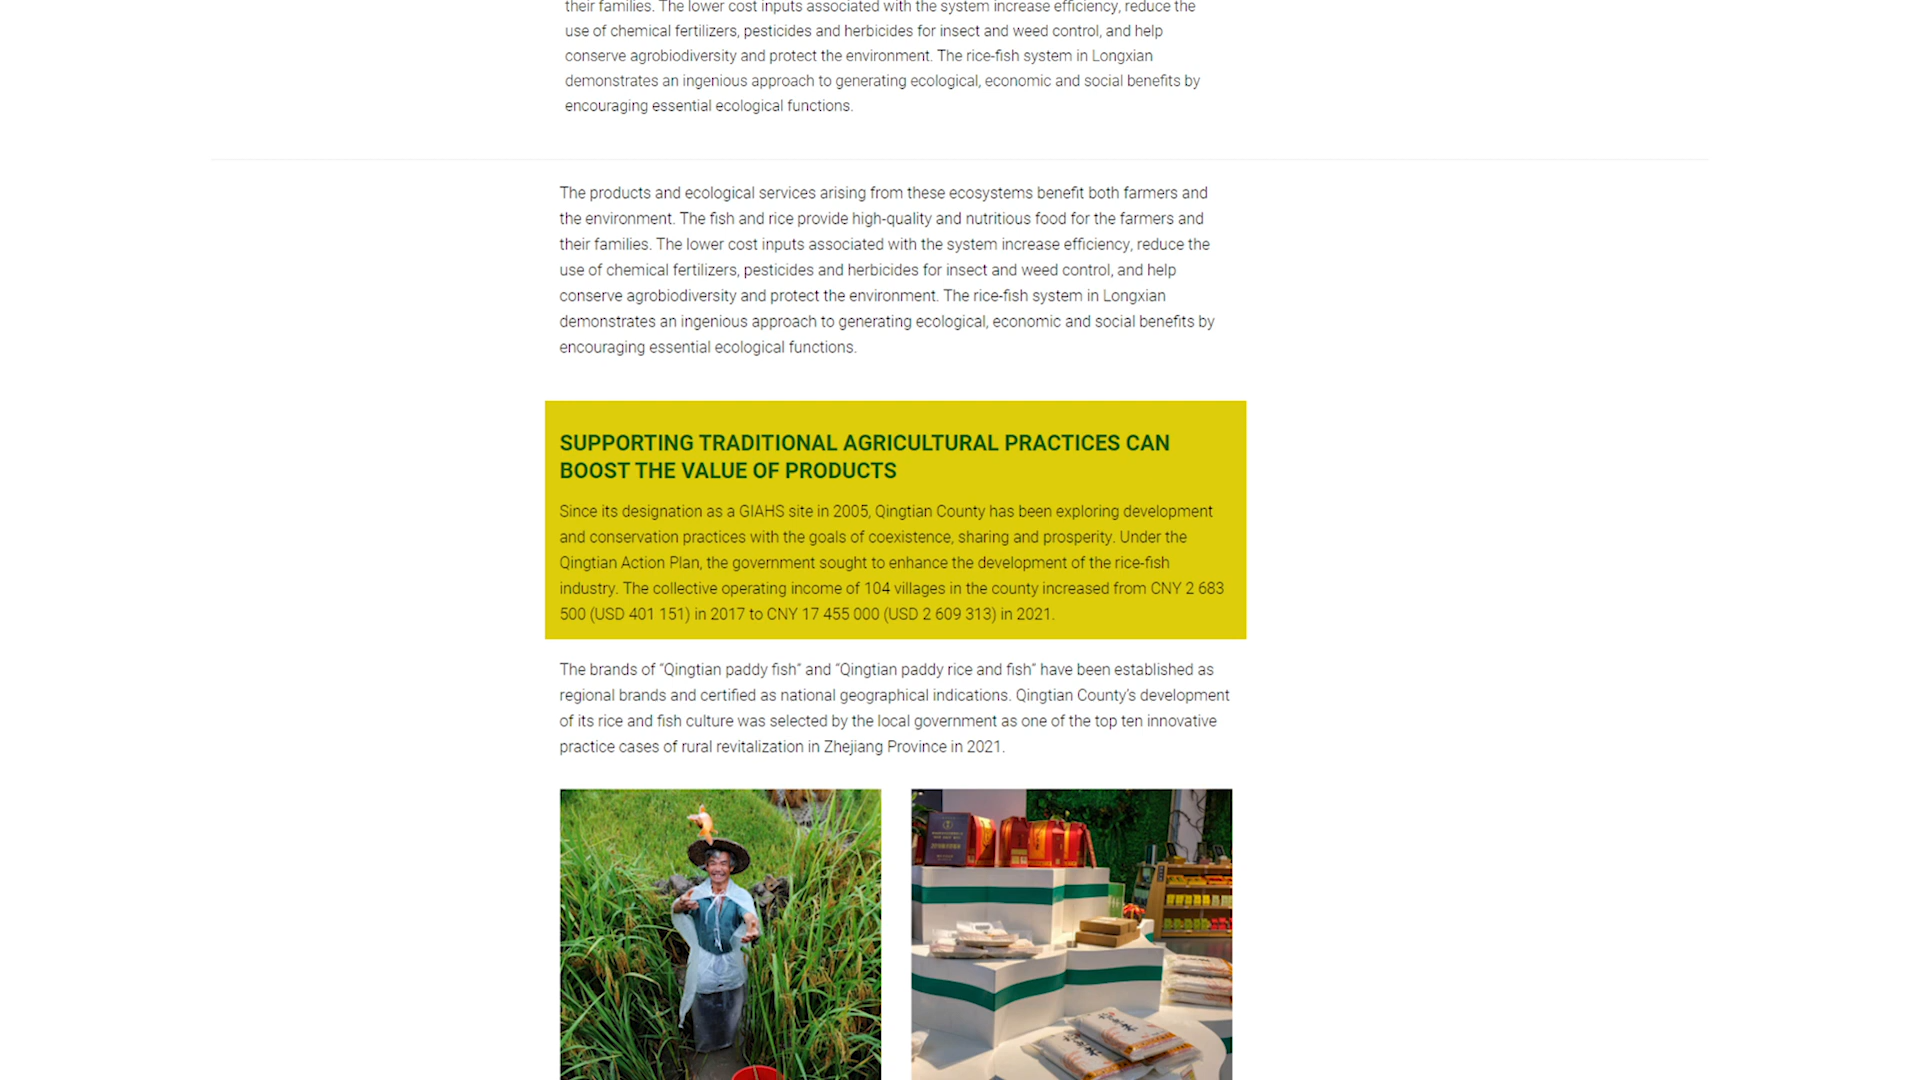 their families. The lower cost inputs associated with the system increase efficiency, reduce the
use of chemical fertilizers, pesticides and herbicides for insect and weed control, and help
conserve agrobiodiversity and protect the environment. The rice-fish system in Longxian
demonstrates an ingenious approach to generating ecological, economic and social benefits by
encouraging essential ecological functions.
The products and ecological services arising from these ecosystems benefit both farmers and
the environment. The fish and rice provide high-quality and nutritious food for the farmers and
their families. The lower cost inputs associated with the system increase efficiency, reduce the
use of chemical fertilizers, pesticides and herbicides for insect and weed control, and help
conserve agrobiodiversity and protect the environment. The rice-fish system in Longxian
demonstrates an ingenious approach to generating ecological, economic and social benefits by
encouraging essential ecological functions.
SUPPORTING TRADITIONAL AGRICULTURAL PRACTICES CAN
BOOST THE VALUE OF PRODUCTS
Since its designation as a GIAHS site in 2005, Qingtian County has been exploring development
and conservation practices with the goals of coexistence, sharing and prosperity. Under the
Qingtian Action Plan, the government sought to enhance the development of the rice-fish
industry. The collective operating income of 104 villages in the county increased from CNY 2 683
500 (USD 401 151) in 2017 to CNY 17 455 000 (USD 2 609 313) in 2021.
The brands of “Qingtian paddy fish” and “Qingtian paddy rice and fish” have been established as
regional brands and certified as national geographical indications. Qingtian County’s development
of its rice and fish culture was selected by the local government as one of the top ten innovative
practice cases of rural revitalization in Zhejiang Province in 2021.